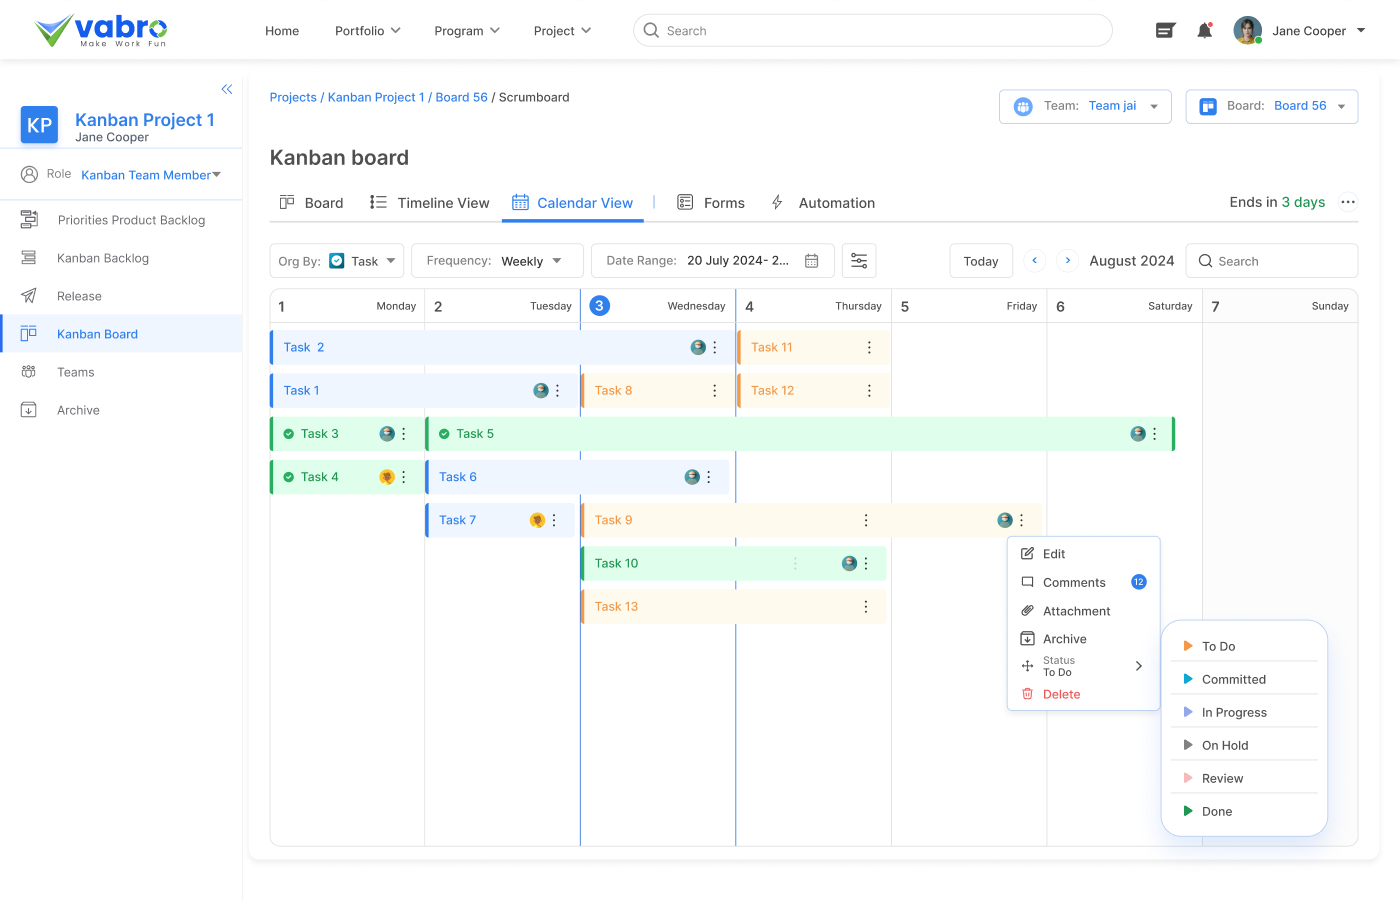 vabro
Make Work Fun
Home Portfolio Program Project Search Jane Cooper
KP
Kanban Project 1
Jane Cooper
Role Kanban Team Member
Priorities Product Backlog
Kanban Backlog
Release
Kanban Board
Teams
Archive
Projects / Kanban Project 1 / Board 56 / Scrumboard
Team: Team jai Board: Board 56
Kanban board
Board Timeline View Calendar View Forms Automation Ends in 3 days
Org By: Task Frequency: Weekly Date Range: 20 July 2024- 2... Today August 2024 Search
1 Monday 2 Tuesday 3 Wednesday 4 Thursday 5 Friday 6 Saturday 7 Sunday
Task 2 Task 11
Task 1 Task 8 Task 12
Task 3 Task 5
Task 4 Task 6
Task 7 Task 9
Task 10
Task 13
Edit
Comments 12
Attachment
Archive
Status
To Do
Delete
To Do
Committed
In Progress
On Hold
Review
Done